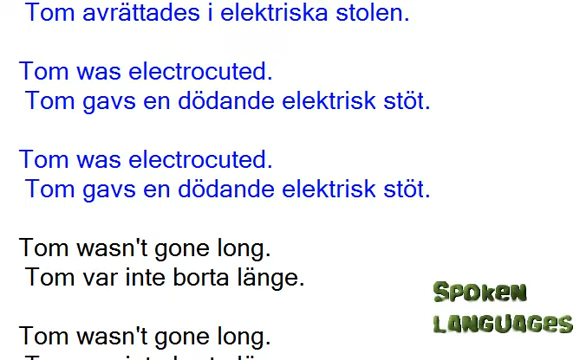 Tom avrättades i elektriska stolen.
Tom was electrocuted.
Tom gavs en dödande elektrisk stöt.
Tom was electrocuted.
Tom gavs en dödande elektrisk stöt.
Tom wasn't gone long.
Tom var inte borta länge.
Tom wasn't gone long.
SPOKEN
LANGUAGES